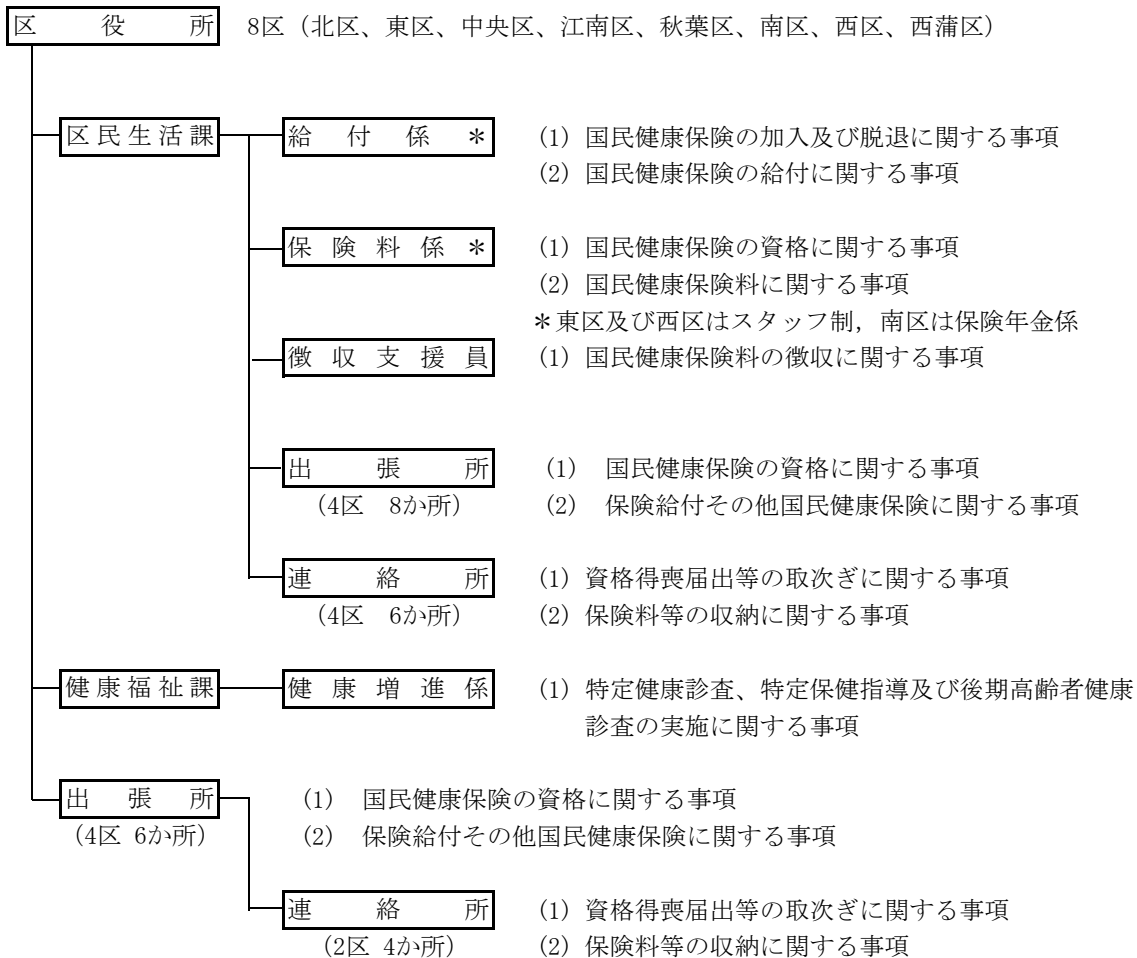 区役所 8区（北区、東区、中央区、江南区、秋葉区、南区、西区、西蒲区）
区民生活課 給付係＊ (1) 国民健康保険の加入及び脱退に関する事項
(2) 国民健康保険の給付に関する事項
保険料係＊ (1) 国民健康保険の資格に関する事項
(2) 国民健康保険料に関する事項
＊東区及び西区はスタッフ制，南区は保険年金係
徴収支援員 (1) 国民健康保険料の徴収に関する事項
出張所 (1) 国民健康保険の資格に関する事項
（4区 8か所） (2) 保険給付その他国民健康保険に関する事項
連絡所 (1) 資格得喪届出等の取次ぎに関する事項
（4区 6か所） (2) 保険料等の収納に関する事項
健康福祉課 健康増進係 (1) 特定健康診査、特定保健指導及び後期高齢者健康
診査の実施に関する事項
出張所 (1) 国民健康保険の資格に関する事項
（4区 6か所） (2) 保険給付その他国民健康保険に関する事項
連絡所 (1) 資格得喪届出等の取次ぎに関する事項
（2区 4か所） (2) 保険料等の収納に関する事項